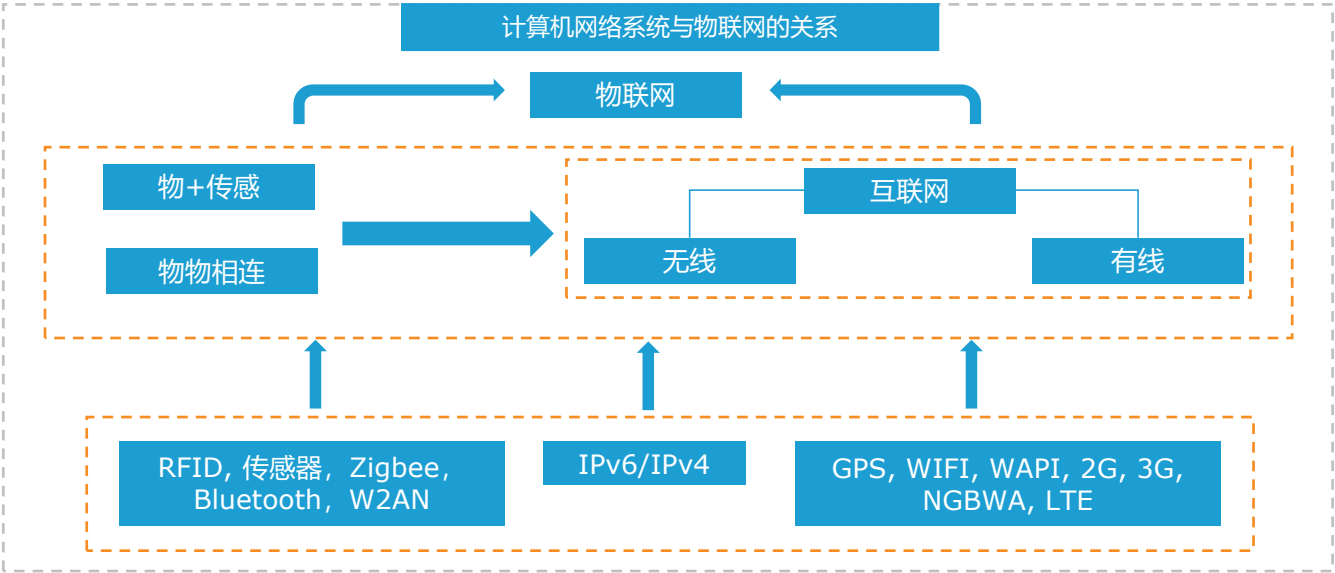 计算机网络系统与物联网的关系
物联网
物+传感
物物相连
互联网
无线
有线
RFID, 传感器，Zigbee，
Bluetooth，W2AN
IPv6/IPv4
GPS, WIFI, WAPI, 2G, 3G,
NGBWA, LTE